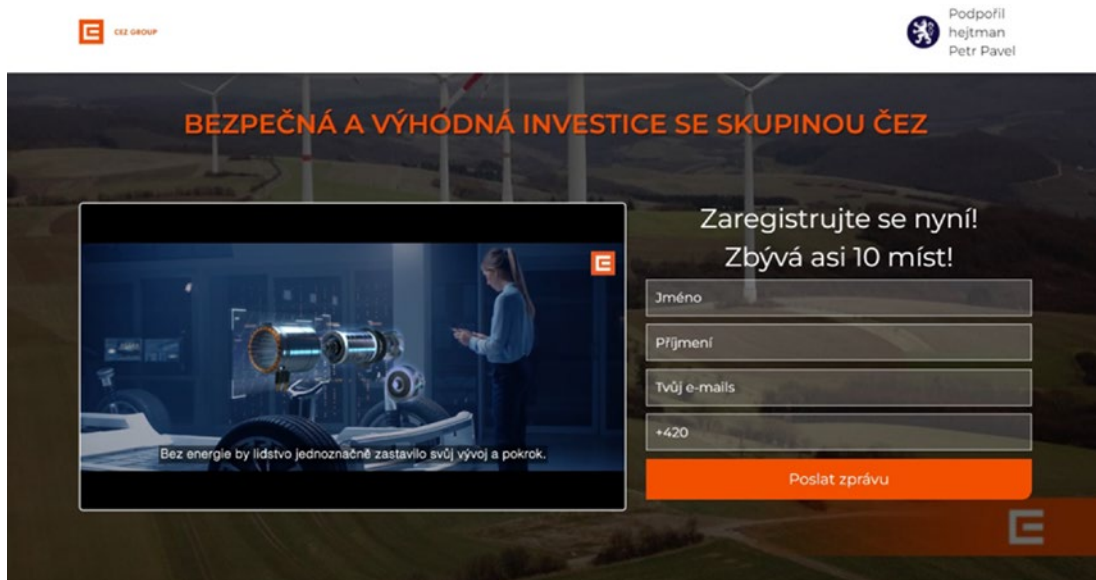 CEZ GROUP
Podpořil
hejtman
Petr Pavel
BEZPEČNÁ A VÝHODNÁ INVESTICE SE SKUPINOU ČEZ
Zaregistrujte se nyní!
Zbývá asi 10 míst!
Jméno
Příjmení
Tvůj e-mails
+420
Poslat zprávu
Bez energie by lidstvo jednoznačně zastavilo svůj vývoj a pokrok.